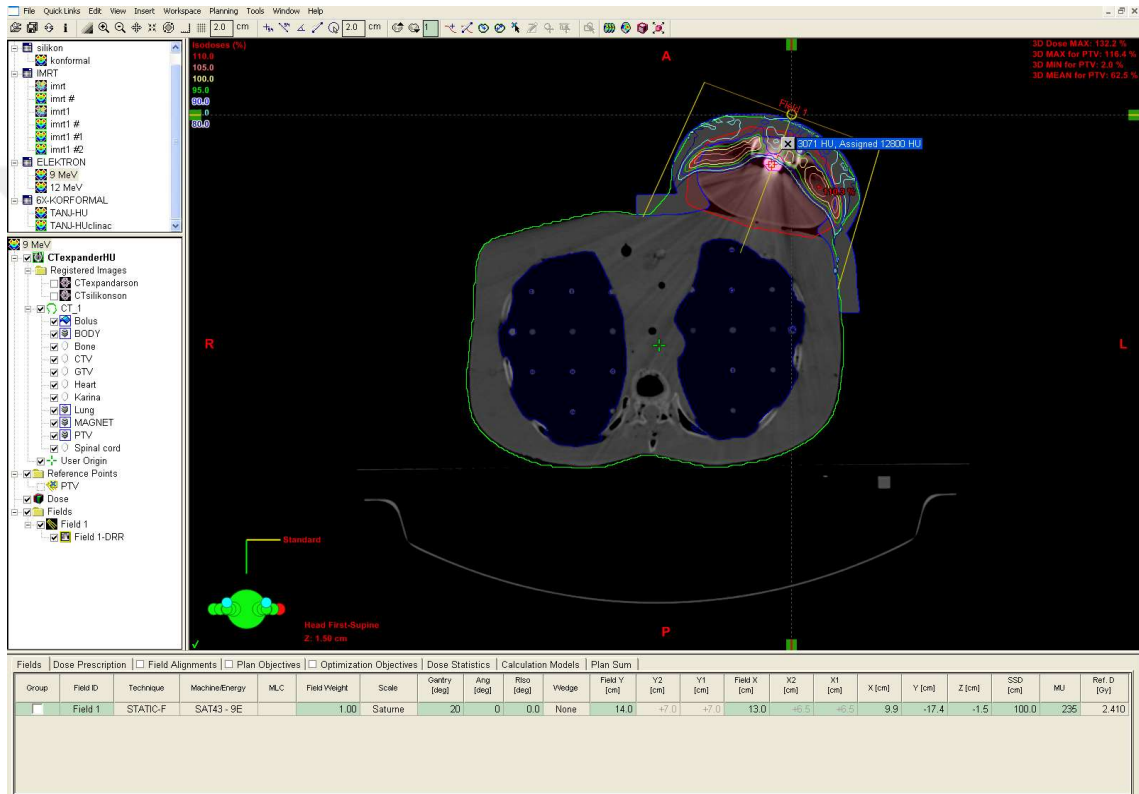 File Quick Links Edit View Insert Workspace Planning Tools Window Help
2.0 cm 2.0 cm 1
silikon
konformal
IMRT
imrt
imrt #
imrt1
imrt1 #
imrt1 #1
imrt1 #2
ELEKTRON
9 MeV
12 MeV
6X-KORFORMAL
TANJ-HU
TANJ-HUclinac
9 MeV
CTexpanderHU
Registered Images
CTexpandarson
CTsilikonson
CT_1
Bolus
BODY
Bone
CTV
GTV
Heart
Karina
Lung
MAGNET
PTV
Spinal cord
User Origin
Reference Points
PTV
Dose
Fields
Field 1
Field 1-DRR
Isodoses (%)
110.0
105.0
100.0
95.0
90.0
80.0
A
3D Dose MAX: 132.2 %
3D MAX for PTV: 116.4 %
3D MIN for PTV: 2.0 %
3D MEAN for PTV: 62.5 %
Field 1
3071 HU, Assigned 12800 HU
R
L
Standard
Head First-Supine
Z: 1.50 cm
P
Fields Dose Prescription Field Alignments Plan Objectives Optimization Objectives Dose Statistics Calculation Models Plan Sum
Group Field ID Technique Machine/Energy MLC Field Weight Scale Gantry [deg] Ang [deg] RIso [deg] Wedge Field Y [cm] Y2 [cm] Y1 [cm] Field X [cm] X2 [cm] X1 [cm] X [cm] Y [cm] Z [cm] SSD [cm] MU Ref. D [Gy]
Field 1 STATIC-F SAT43 - 9E 1.00 Saturne 20 0 0.0 None 14.0 +7.0 +7.0 13.0 +6.5 +6.5 9.9 -17.4 -1.5 100.0 235 2.410